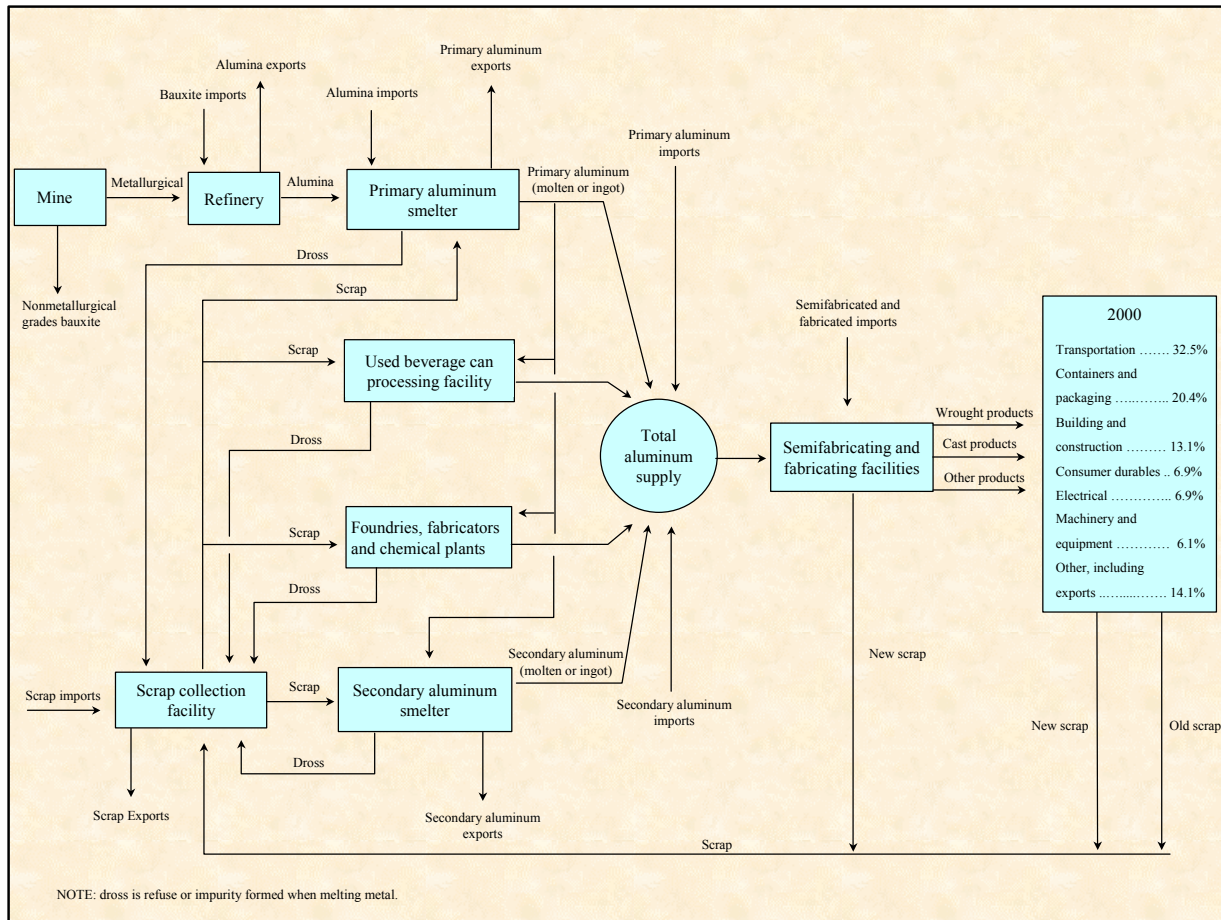 Primary aluminum
exports
Alumina exports
Bauxite imports
Alumina imports
Primary aluminum
imports
Primary aluminum
(molten or ingot)
Metallurgical
Alumina
Mine
Refinery
Primary aluminum
smelter
Dross
Scrap
Nonmetallurgical
grades bauxite
Semifabricated and
fabricated imports
Scrap
Used beverage can
processing facility
Dross
Total
aluminum
supply
Semifabricating and
fabricating facilities
Wrought products
Cast products
Other products
2000
Transportation ……. 32.5%
Containers and
packaging …..…….. 20.4%
Building and
construction ……… 13.1%
Consumer durables .. 6.9%
Electrical ………….. 6.9%
Machinery and
equipment ………… 6.1%
Other, including
exports ..….....……. 14.1%
Scrap
Foundries, fabricators
and chemical plants
Dross
Secondary aluminum
(molten or ingot)
New scrap
Scrap imports
Scrap collection
facility
Scrap
Secondary aluminum
smelter
Secondary aluminum
imports
New scrap
Old scrap
Dross
Scrap Exports
Secondary aluminum
exports
Scrap
NOTE: dross is refuse or impurity formed when melting metal.